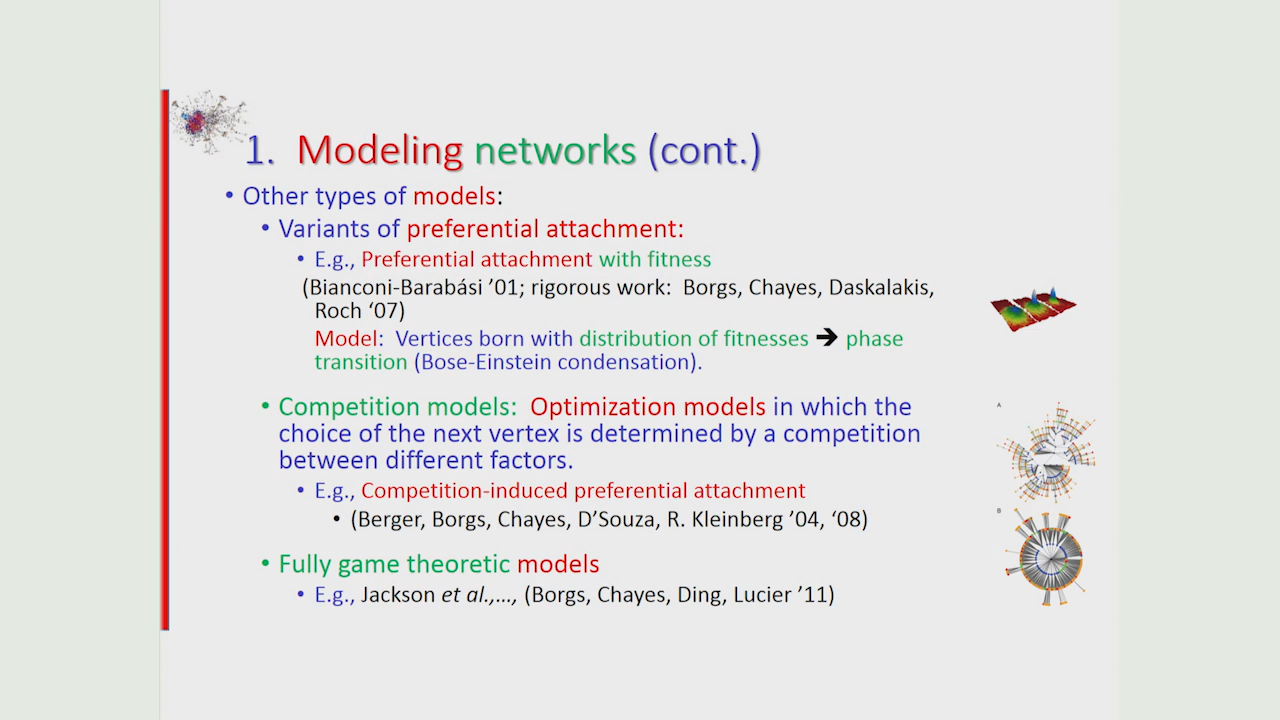 1. Modeling networks (cont.)
• Other types of models:
• Variants of preferential attachment:
• E.g., Preferential attachment with fitness
(Bianconi-Barabási ’01; rigorous work: Borgs, Chayes, Daskalakis,
Roch ‘07)
Model: Vertices born with distribution of fitnesses ➔ phase
transition (Bose-Einstein condensation).
• Competition models: Optimization models in which the
choice of the next vertex is determined by a competition
between different factors.
• E.g., Competition-induced preferential attachment
• (Berger, Borgs, Chayes, D’Souza, R. Kleinberg ’04, ‘08)
• Fully game theoretic models
• E.g., Jackson et al.,…, (Borgs, Chayes, Ding, Lucier ’11)
A
B